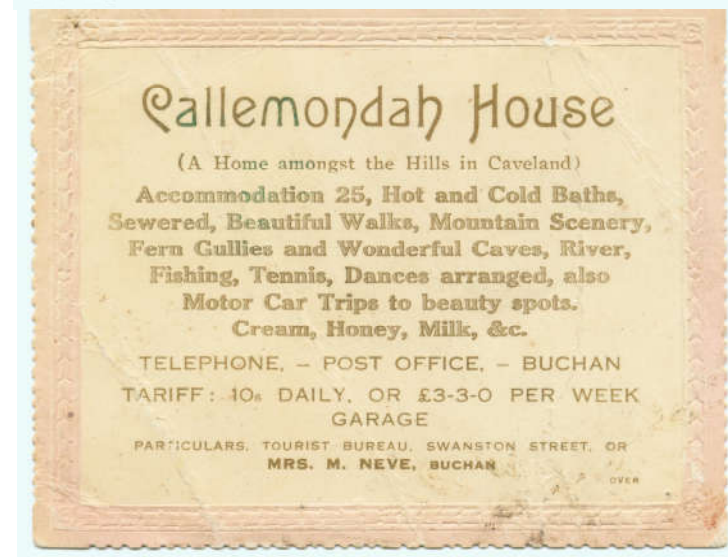 Callemondah House
(A Home amongst the Hills in Caveland)
Accommodation 25, Hot and Cold Baths,
Sewered, Beautiful Walks, Mountain Scenery,
Fern Gullies and Wonderful Caves, River,
Fishing, Tennis, Dances arranged, also
Motor Car Trips to beauty spots.
Cream, Honey, Milk, &c.
TELEPHONE, – POST OFFICE, – BUCHAN
TARIFF: 10s DAILY, OR £3-3-0 PER WEEK
GARAGE
PARTICULARS, TOURIST BUREAU, SWANSTON STREET, OR
MRS. M. NEVE, BUCHAN
OVER